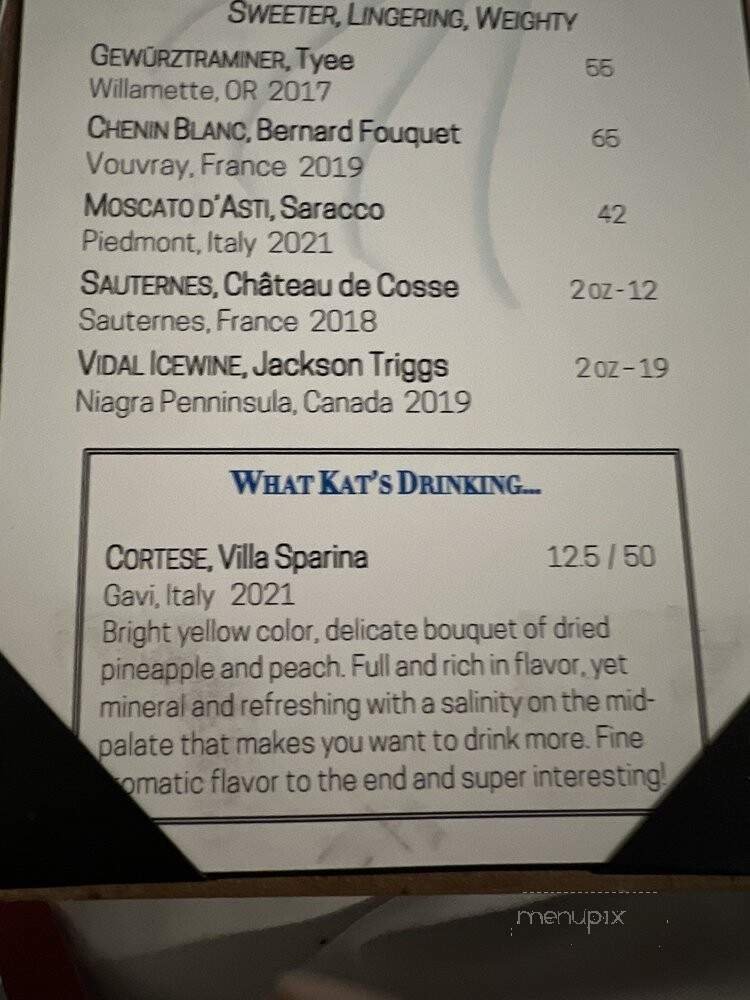 SWEETER, LINGERING, WEIGHTY
GEWÜRZTRAMINER, Tyee 55
Willamette, OR 2017
CHENIN BLANC, Bernard Fouquet 65
Vouvray, France 2019
MOSCATO D'ASTI, Saracco 42
Piedmont, Italy 2021
SAUTERNES, Château de Cosse 2oz-12
Sauternes, France 2018
VIDAL ICEWINE, Jackson Triggs 2oz-19
Niagra Penninsula, Canada 2019
WHAT KAT'S DRINKING...
CORTESE, Villa Sparina 12.5 / 50
Gavi, Italy 2021
Bright yellow color, delicate bouquet of dried
pineapple and peach. Full and rich in flavor, yet
mineral and refreshing with a salinity on the mid-
palate that makes you want to drink more. Fine
omatic flavor to the end and super interesting!
menupix